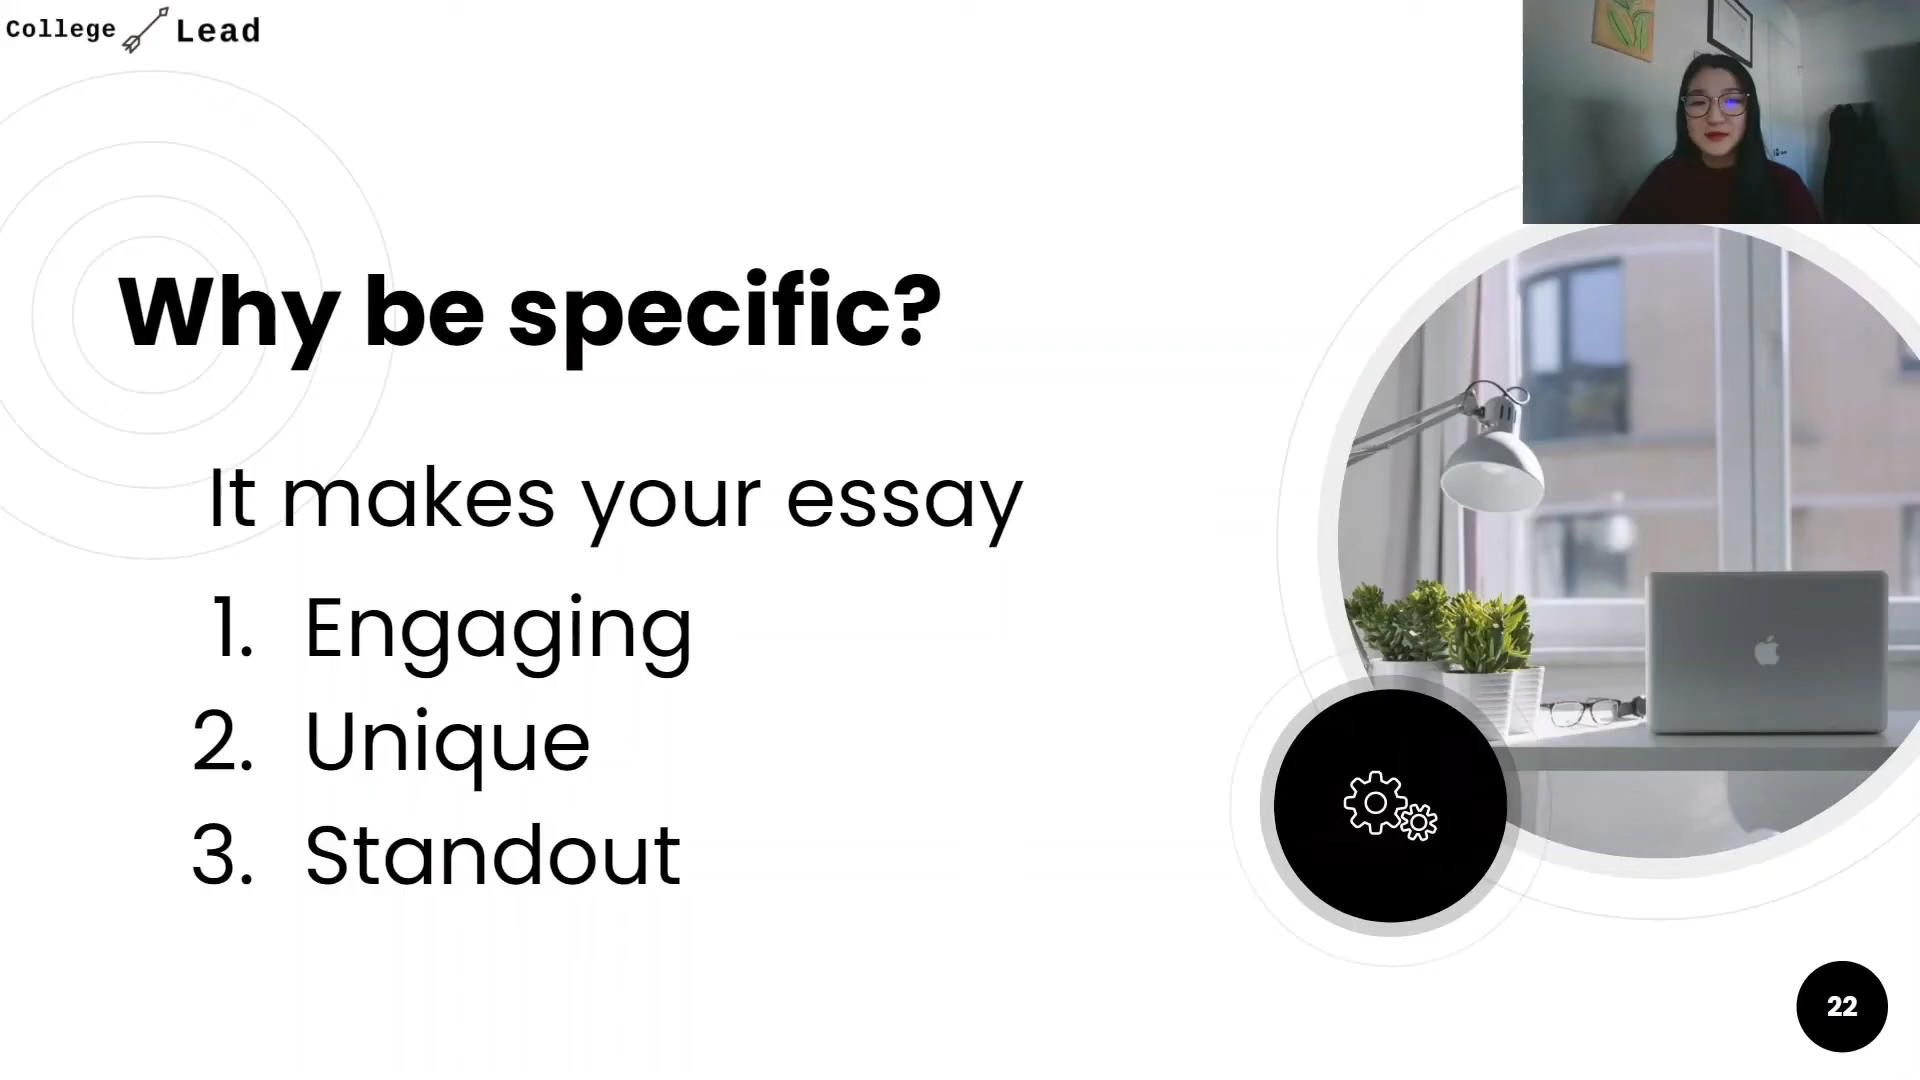 College Lead
Why be specific?
It makes your essay
1. Engaging
2. Unique
3. Standout
22